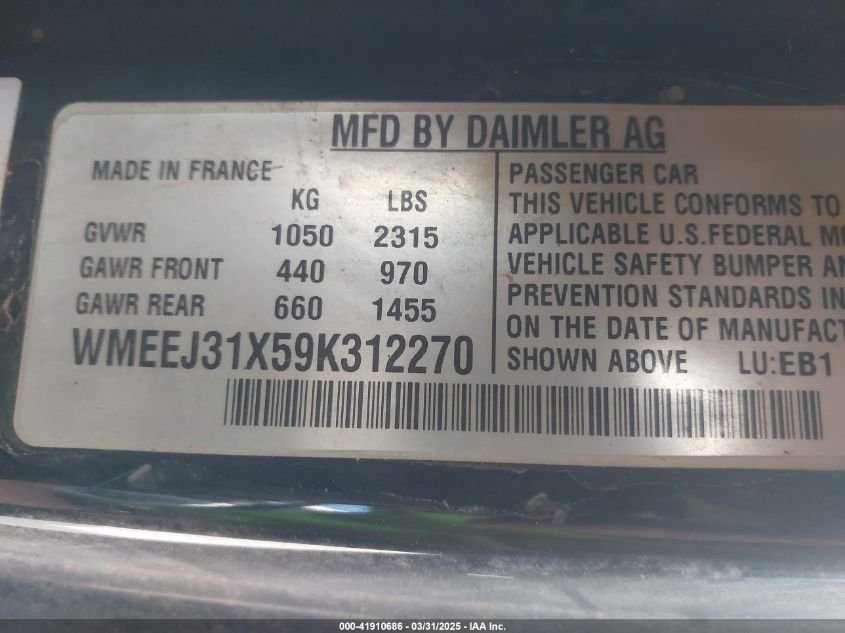 MFD BY DAIMLER AG
MADE IN FRANCE
KG LBS
GVWR 1050 2315
GAWR FRONT 440 970
GAWR REAR 660 1455
WMEEJ31X59K312270
PASSENGER CAR
THIS VEHICLE CONFORMS TO
APPLICABLE U.S.FEDERAL
VEHICLE SAFETY BUMPER
PREVENTION STANDARDS IN
ON THE DATE OF
SHOWN ABOVE LU:EB1
000-41910686 - 03/31/2025 - IAA Inc.